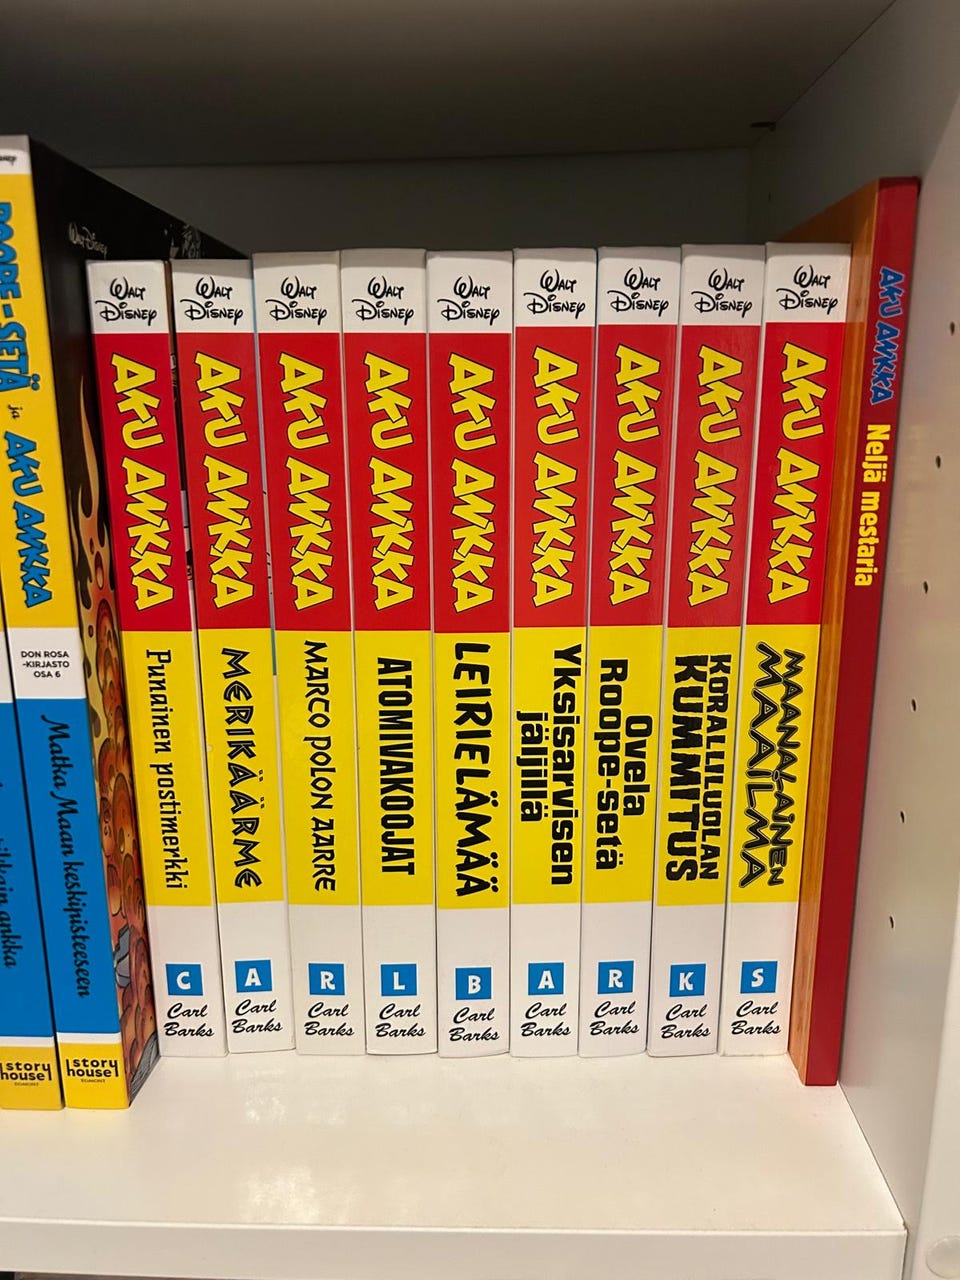 ROOPE-SETÄ
ja
AKU ANKKA
DON ROSA
-KIRJASTO
OSA 6
Matka Maan keskipisteeseen
story
house
EGMONT
ankka
story
house
EGMONT
WALT DISNEY
WALT
DISNEY
AKU ANKKA
Punainen postimerkki
C
Carl
Barks
WALT
DISNEY
AKU ANKKA
MERIKÄÄRME
A
Carl
Barks
WALT
DISNEY
AKU ANKKA
MARCO POLON AARRE
R
Carl
Barks
WALT
DISNEY
AKU ANKKA
ATOMIVAKOOJAT
L
Carl
Barks
WALT
DISNEY
AKU ANKKA
LEIRIELÄMÄÄ
B
Carl
Barks
WALT
DISNEY
AKU ANKKA
Yksisarvisen
jäljillä
A
Carl
Barks
WALT
DISNEY
AKU ANKKA
Ovela
Roope-setä
R
Carl
Barks
WALT
DISNEY
AKU ANKKA
KORALLILUOLAN
KUMMITUS
K
Carl
Barks
WALT
DISNEY
AKU ANKKA
MAANALAINEN
MAAILMA
S
Carl
Barks
AKU ANKKA
Neljä mestaria